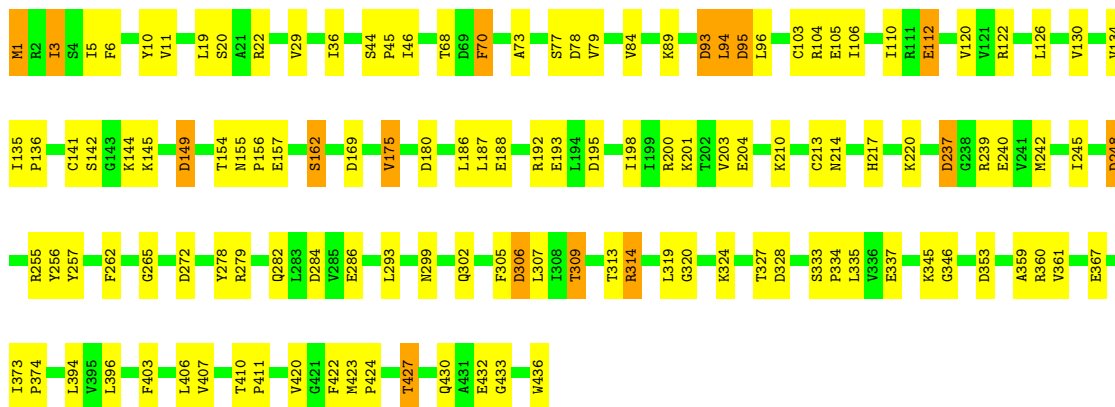 M1 R2 I3 S4 I5 F6 Y10 V11 L19 S20 A21 R22 V29 I36 S44 P45 I46 T68 D69 F70 A73 S77 D78 V79 V84 K89 D93 L94 D95 L96 C103 R104 E105 I106 I110 R111 E112 V120 V121 R122 L126 V130 V134
I135 P136 C141 S142 G143 K144 K145 D149 T154 N155 P156 E157 S162 D169 V175 D180 L186 L187 E188 R192 E193 L194 D195 I198 I199 R200 K201 T202 V203 E204 K210 C213 N214 H217 K220 D237 G238 R239 E240 V241 M242 I245 D248
R255 Y256 Y257 F262 G265 D272 Y278 R279 Q282 L283 D284 V285 E286 L293 N299 Q302 F305 D306 L307 I308 T309 T313 R314 L319 G320 K324 T327 D328 S333 P334 L335 V336 E337 K345 G346 D353 A359 R360 V361 E367
I373 P374 L394 V395 L396 F403 L406 V407 T410 P411 V420 G421 F422 M423 P424 T427 Q430 A431 E432 G433 W436